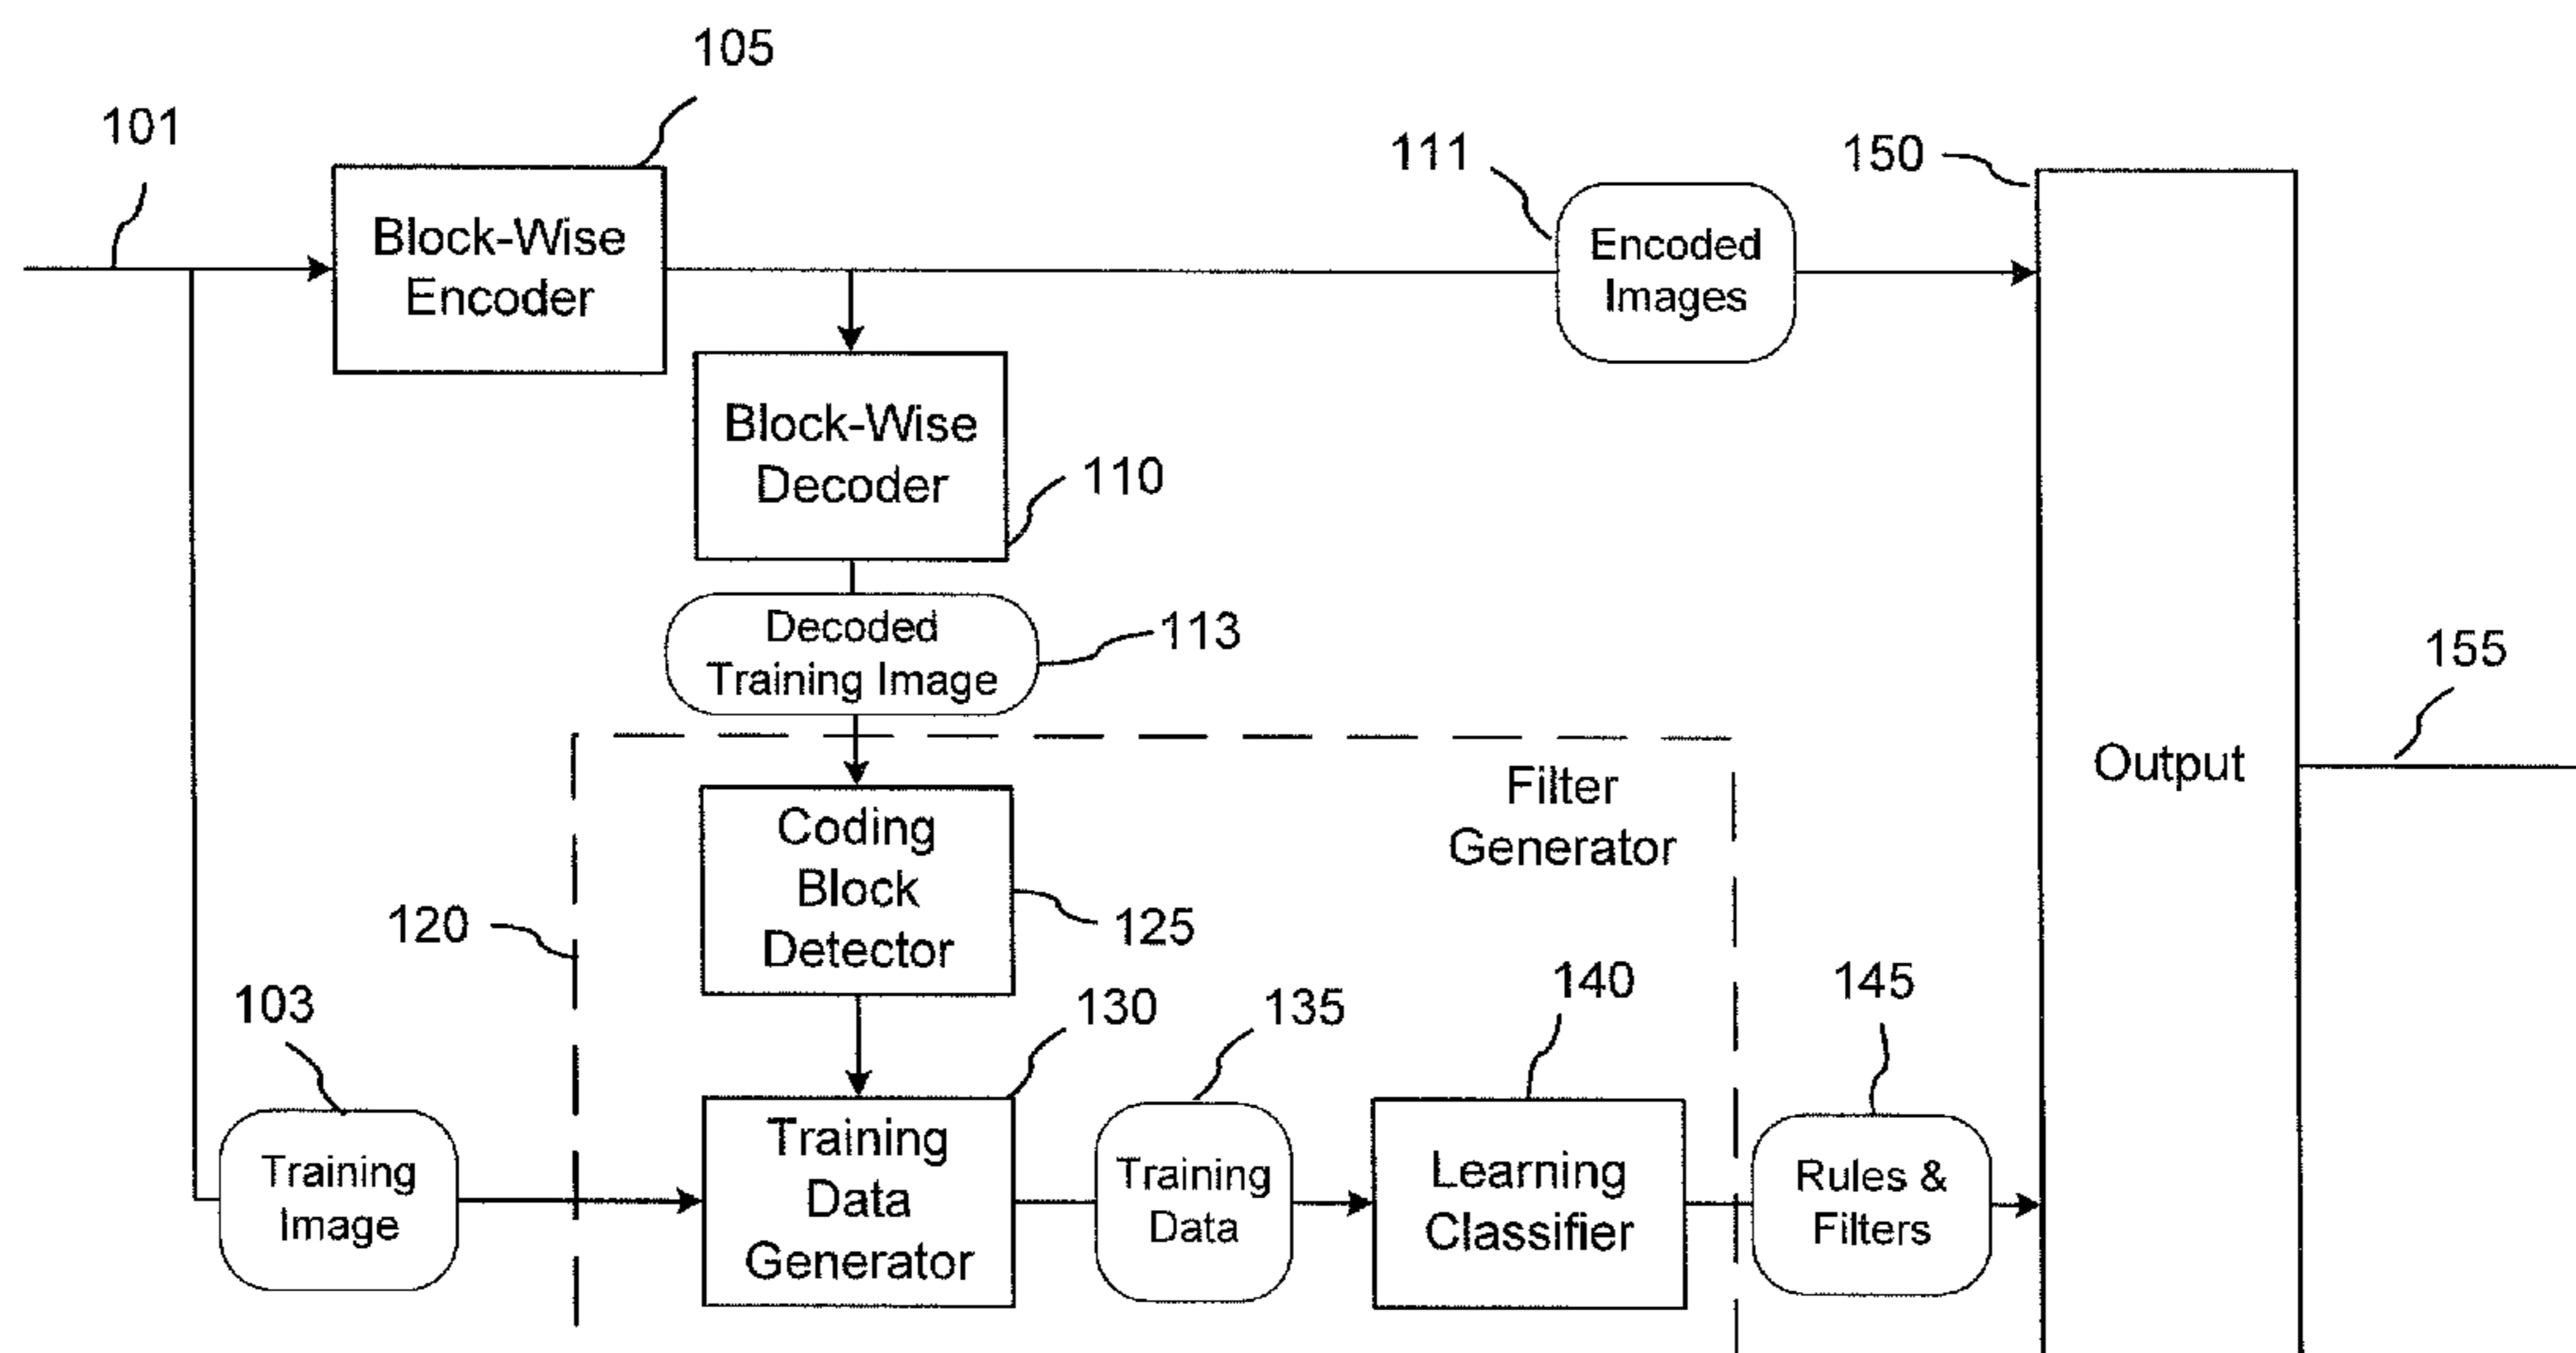 105
101
111
150
Block-Wise
Encoder
Encoded
Images
Block-Wise
Decoder
110
Decoded
Training Image
113
155
Output
Filter
Generator
Coding
Block
Detector
120
125
103
130
135
140
145
Training
Image
Training
Data
Generator
Training
Data
Learning
Classifier
Rules &
Filters